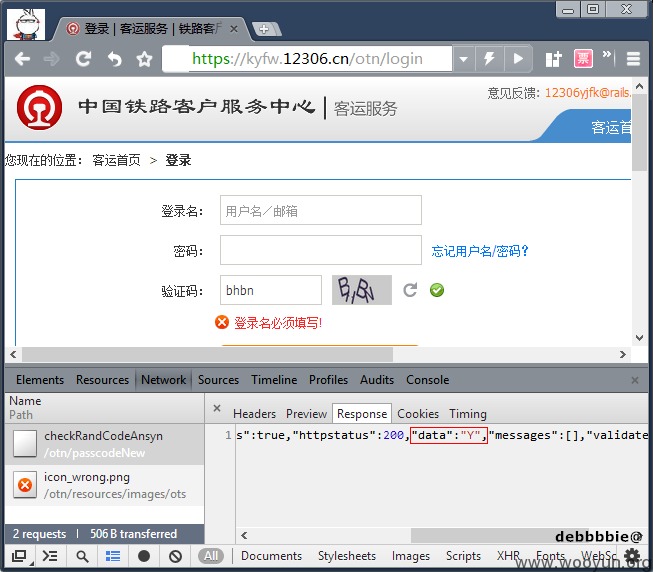 登录 | 客运服务 | 铁路客户
https://kyfw.12306.cn/otn/login
票
中国铁路客户服务中心 | 客运服务
意见反馈: 12306yjfk@rails.
客运首
您现在的位置： 客运首页 > 登录
登录名： 用户名／邮箱
密码： 忘记用户名/密码?
验证码： bhbn
登录名必须填写!
Elements Resources Network Sources Timeline Profiles Audits Console
Name
Path
Headers Preview Response Cookies Timing
checkRandCodeAnsyn
/otn/passcodeNew
1 s":true,"httpstatus":200,"data":"Y","messages":[],"validate
icon_wrong.png
/otn/resources/images/ots
2 requests | 506 B transferred
debbbbie@
All Documents Stylesheets Images Scripts XHR Fonts WebSc
www.wooyun.org